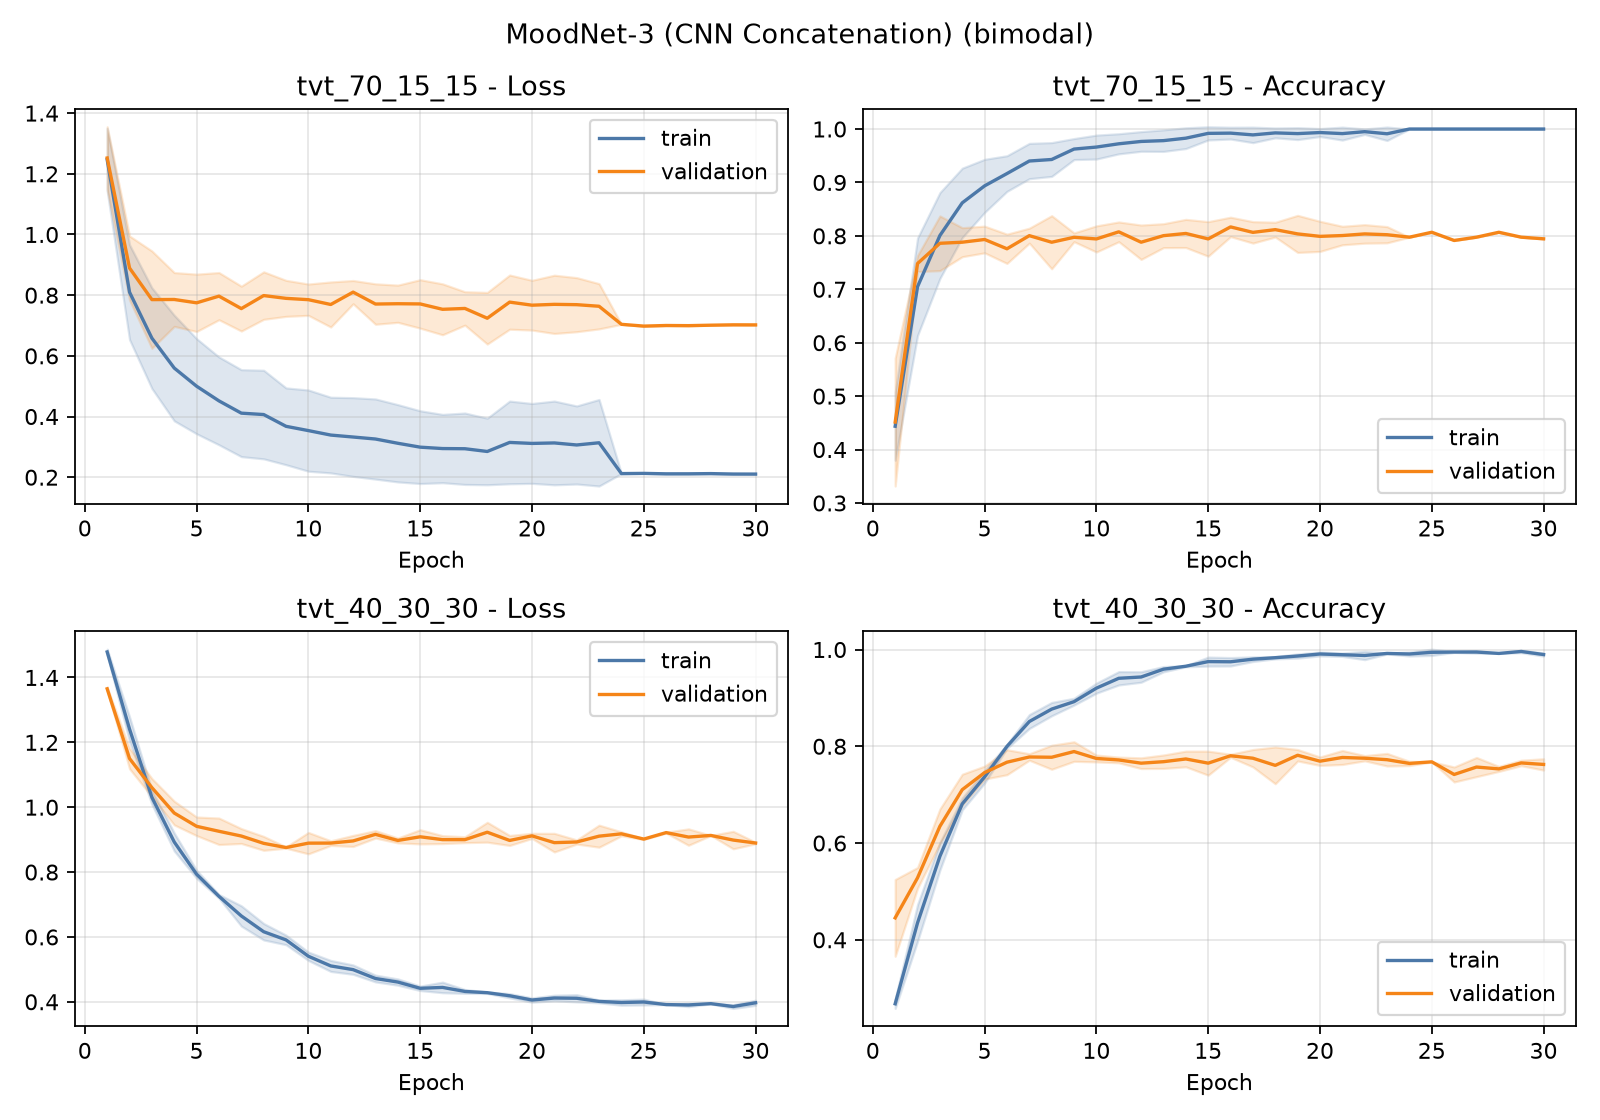 MoodNet-3 (CNN Concatenation) (bimodal)
tvt_70_15_15 - Loss
1.4
1.2
1.0
0.8
0.6
0.4
0.2
train
validation
0 5 10 15 20 25 30
Epoch
tvt_70_15_15 - Accuracy
1.0
0.9
0.8
0.7
0.6
0.5
0.4
0.3
train
validation
0 5 10 15 20 25 30
Epoch
tvt_40_30_30 - Loss
1.4
1.2
1.0
0.8
0.6
0.4
train
validation
0 5 10 15 20 25 30
Epoch
tvt_40_30_30 - Accuracy
1.0
0.8
0.6
0.4
train
validation
0 5 10 15 20 25 30
Epoch